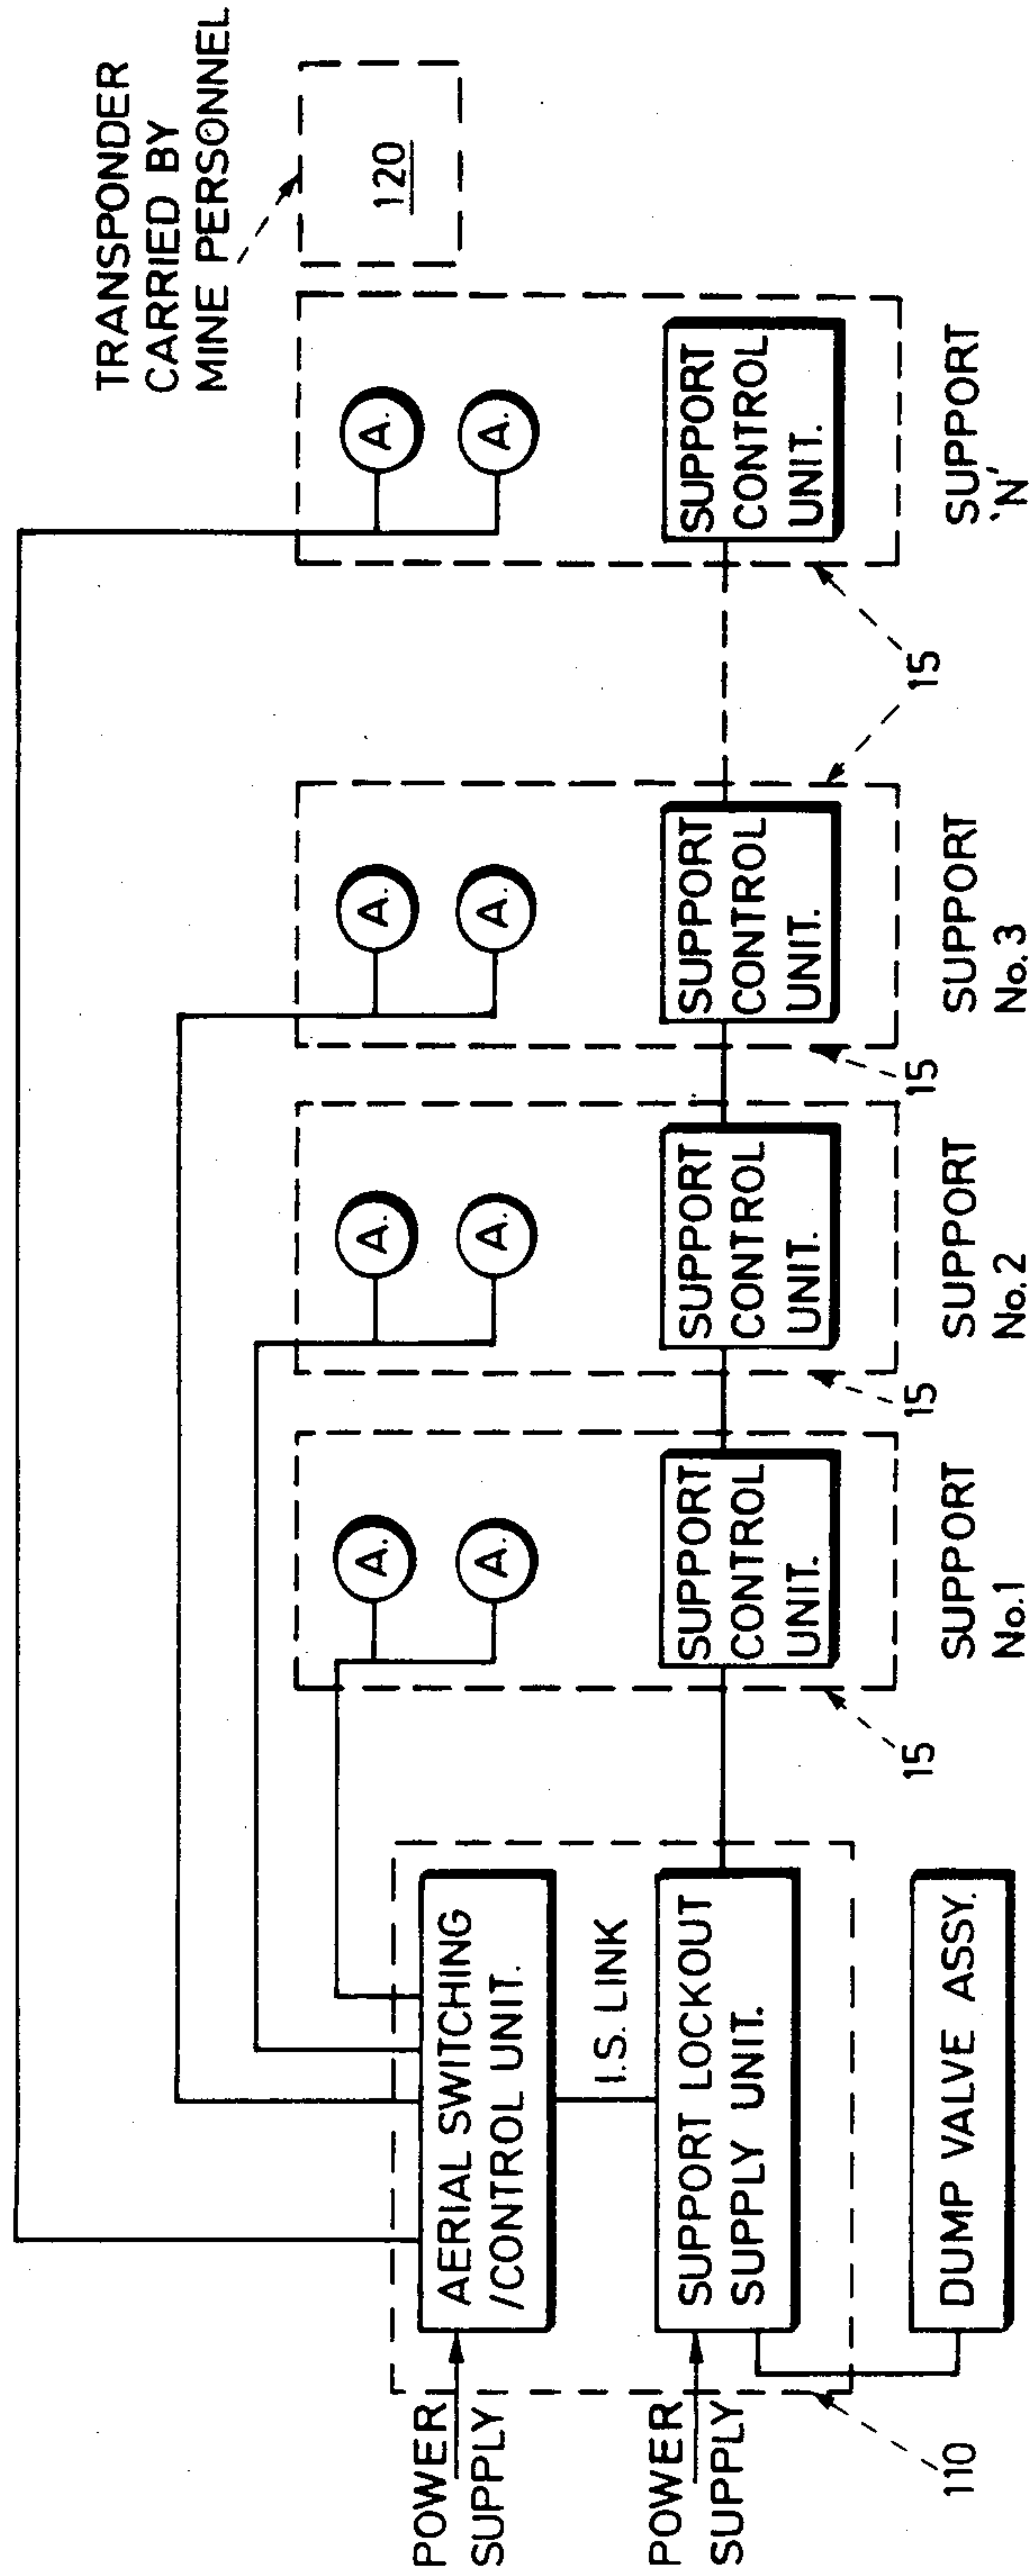 TRANSPONDER
CARRIED BY
MINE PERSONNEL
120
POWER
SUPPLY
AERIAL SWITCHING
/CONTROL UNIT.
I.S. LINK
POWER
SUPPLY
SUPPORT LOCKOUT
SUPPLY UNIT.
DUMP VALVE ASSY.
110
A.
A.
SUPPORT
CONTROL
UNIT.
SUPPORT
No.1
15
A.
A.
SUPPORT
CONTROL
UNIT.
SUPPORT
No.2
15
A.
A.
SUPPORT
CONTROL
UNIT.
SUPPORT
No.3
15
A.
A.
SUPPORT
CONTROL
UNIT.
SUPPORT
'N'
15